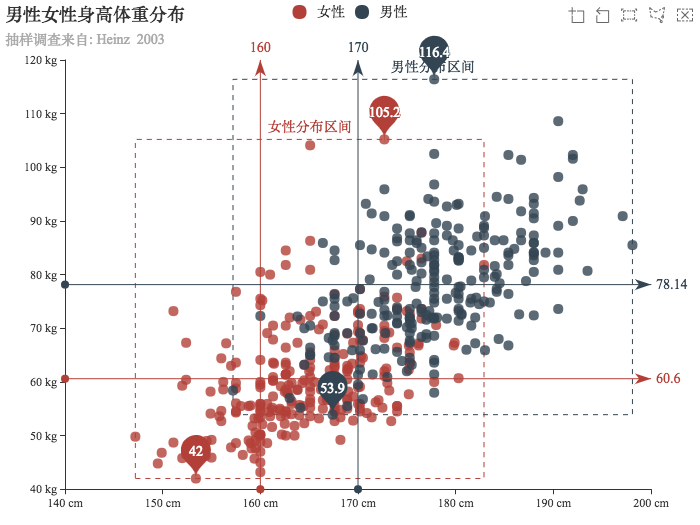 男性女性身高体重分布
女性 男性
抽样调查来自: Heinz 2003
160 170
116.4
男性分布区间
105.2
女性分布区间
120 kg
110 kg
100 kg
90 kg
80 kg
78.14
70 kg
60 kg
60.6
53.9
50 kg
42
40 kg
140 cm 150 cm 160 cm 170 cm 180 cm 190 cm 200 cm